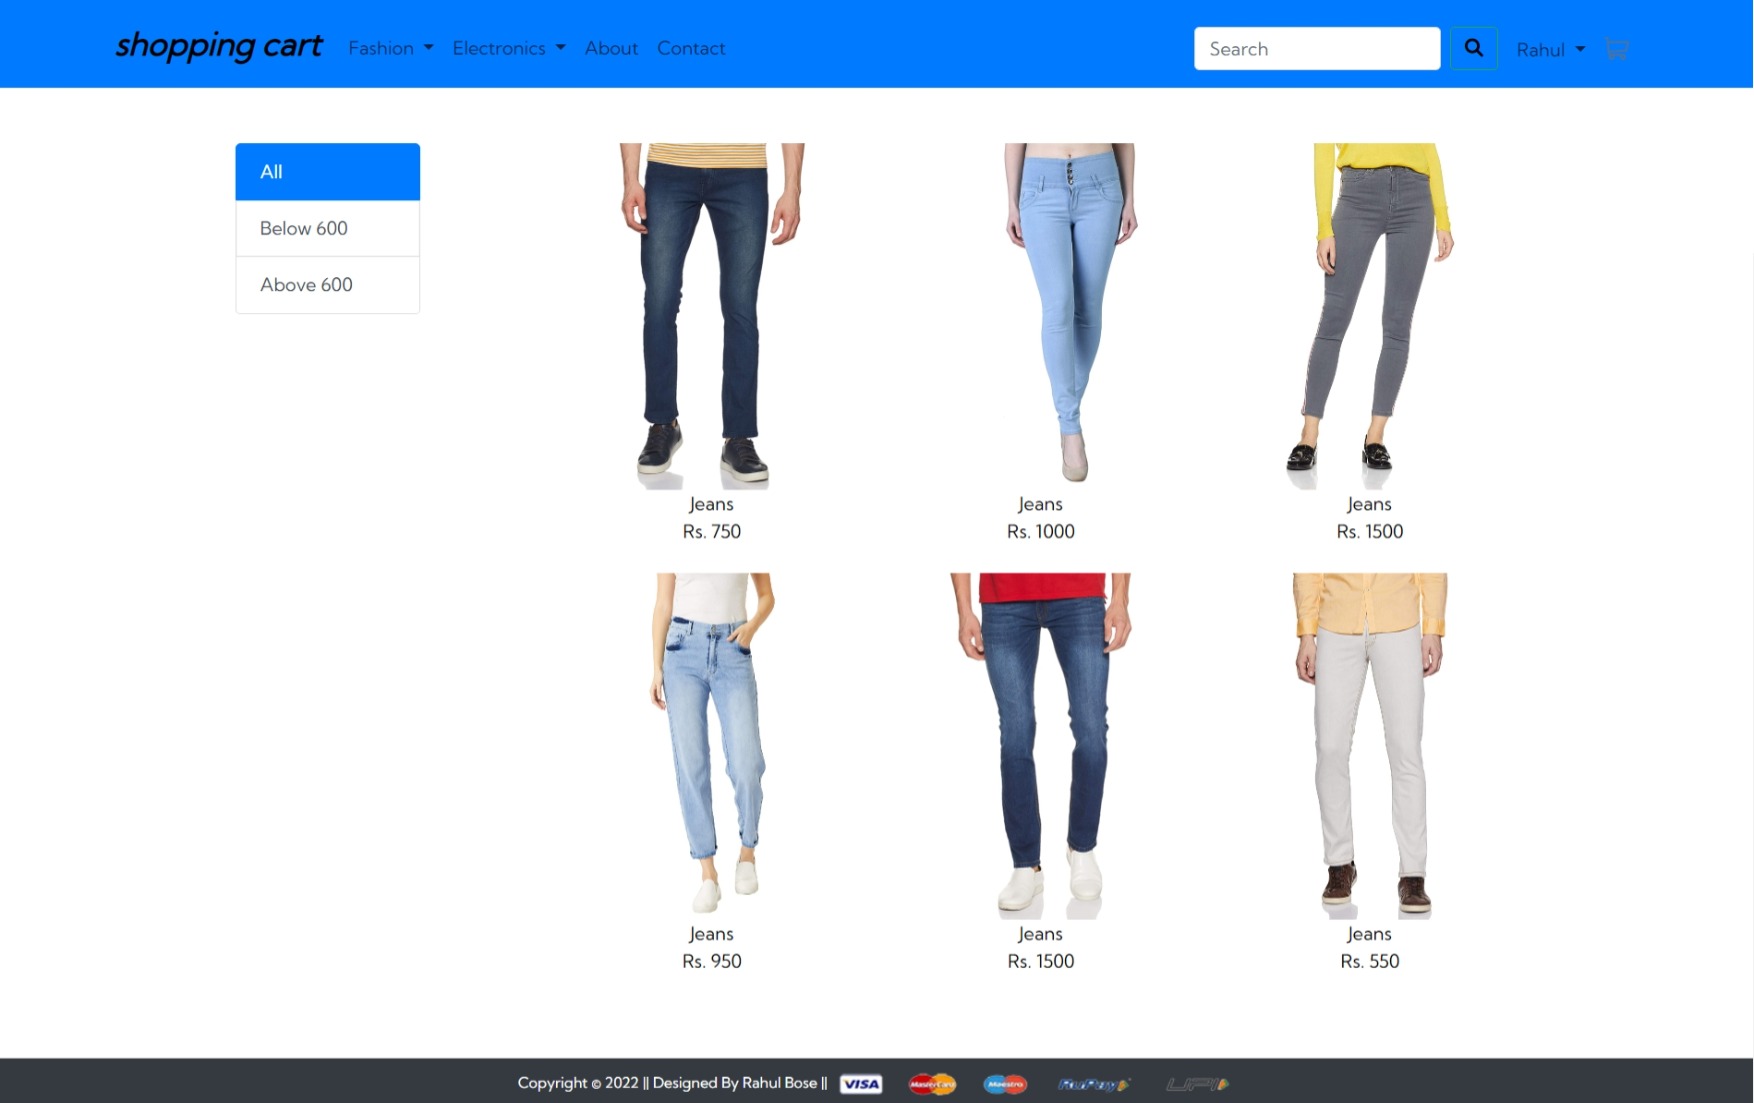 shopping cart Fashion Electronics About Contact Search Rahul
All
Below 600
Above 600
Jeans Jeans Jeans
Rs. 750 Rs. 1000 Rs. 1500
Jeans Jeans Jeans
Rs. 950 Rs. 1500 Rs. 550
Copyright © 2022 || Designed By Rahul Bose || VISA MasterCard Maestro RuPay UPI